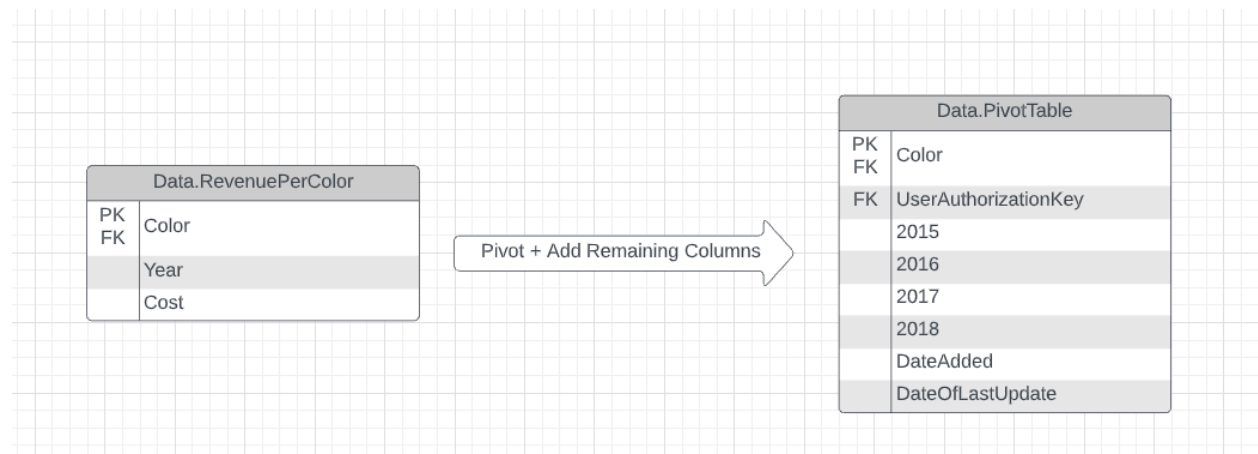 Data.RevenuePerColor
PK
FK
Color
Year
Cost
Pivot + Add Remaining Columns
Data.PivotTable
PK
FK
Color
FK UserAuthorizationKey
2015
2016
2017
2018
DateAdded
DateOfLastUpdate